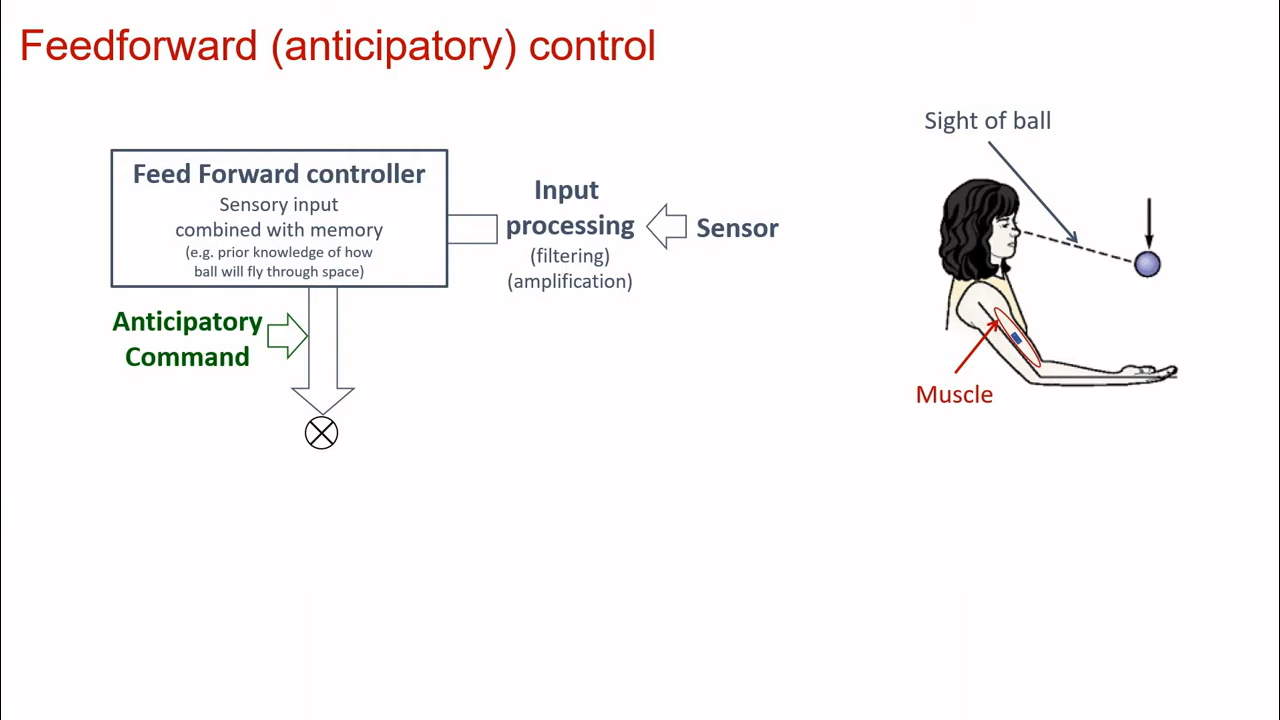 Feedforward (anticipatory) control
Feed Forward controller
Sensory input
combined with memory
(e.g. prior knowledge of how
ball will fly through space)
Input
processing
(filtering)
(amplification)
Sensor
Anticipatory
Command
Sight of ball
Muscle